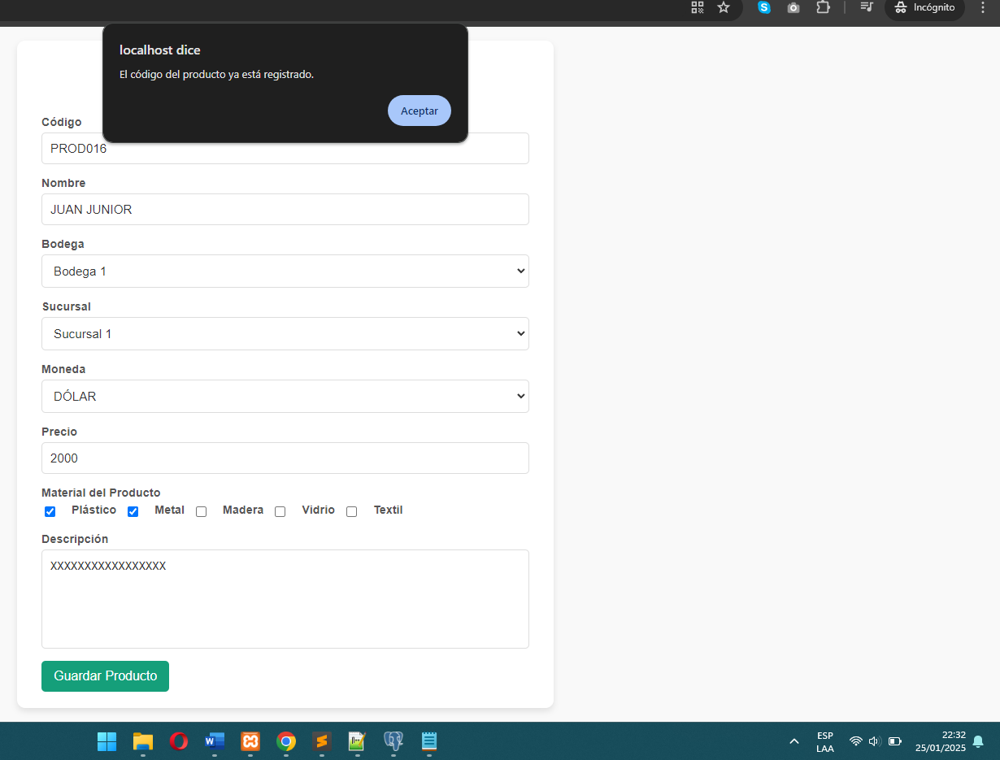 Incógnito
localhost dice
El código del producto ya está registrado.
Aceptar
Código
PROD016
Nombre
JUAN JUNIOR
Bodega
Bodega 1
Sucursal
Sucursal 1
Moneda
DÓLAR
Precio
2000
Material del Producto
Plástico Metal Madera Vidrio Textil
Descripción
XXXXXXXXXXXXXXXXX
Guardar Producto
ESP 22:32
LAA 25/01/2025